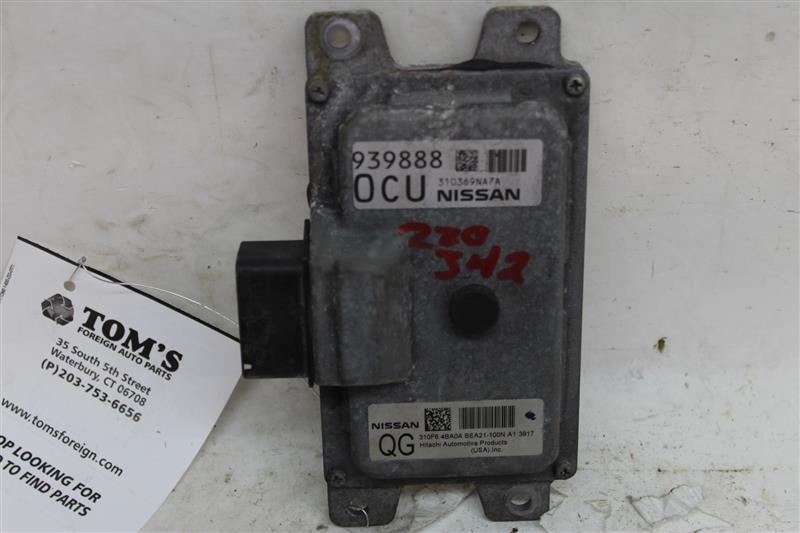 939888
0CU
310369NA7A
NISSAN
220
342
NISSAN
QG
310F6 4BA0A BEA21-100N A1 3917
Hitachi Automotive Products
(USA),Inc.
TOM'S
FOREIGN AUTO PARTS
35 South 5th Street
Waterbury, CT 06708
(P)203-753-6656
www.tomsforeign.com
OP LOOKING FOR
TO FIND PARTS